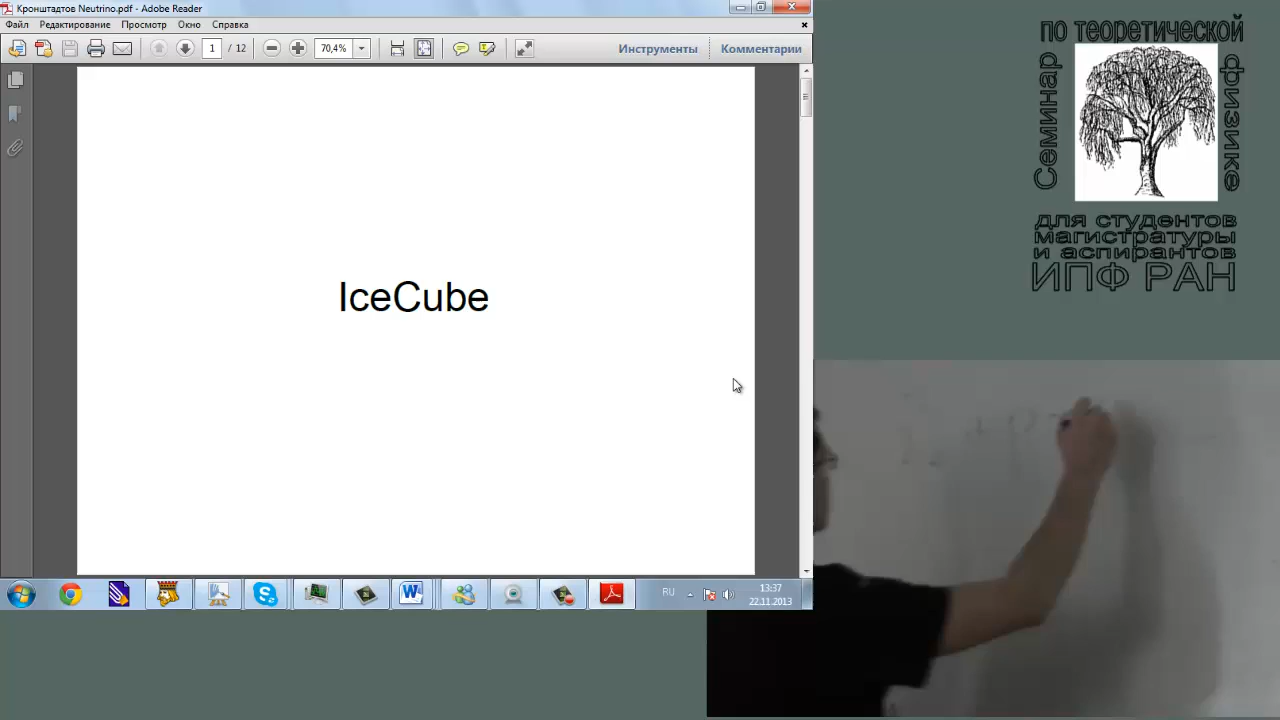 Кронштадтов Neutrino.pdf - Adobe Reader
Файл Редактирование Просмотр Окно Справка
1 / 12 70,4% Инструменты Комментарии
IceCube
RU 13:37
22.11.2013
Семинар
по теоретической
физике
для студентов
магистратуры
и аспирантов
ИПФ РАН